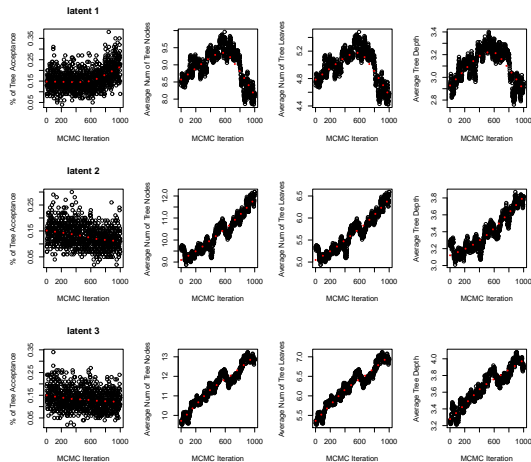 latent 1
% of Tree Acceptance
0.05 0.15 0.25 0.35
0 200 600 1000
MCMC Iteration
Average Num of Tree Nodes
8.0 8.5 9.0 9.5
0 200 600 1000
MCMC Iteration
Average Num of Tree Leaves
4.4 4.8 5.2
0 200 600 1000
MCMC Iteration
Average Tree Depth
2.8 3.0 3.2 3.4
0 200 600 1000
MCMC Iteration
latent 2
% of Tree Acceptance
0.05 0.15 0.25
0 200 600 1000
MCMC Iteration
Average Num of Tree Nodes
9.0 10.0 11.0 12.0
0 200 600 1000
MCMC Iteration
Average Num of Tree Leaves
5.0 5.5 6.0 6.5
0 200 600 1000
MCMC Iteration
Average Tree Depth
3.0 3.2 3.4 3.6 3.8
0 200 600 1000
MCMC Iteration
latent 3
% of Tree Acceptance
0.05 0.15 0.25 0.35
0 200 600 1000
MCMC Iteration
Average Num of Tree Nodes
10 11 12 13
0 200 600 1000
MCMC Iteration
Average Num of Tree Leaves
5.5 6.0 6.5 7.0
0 200 600 1000
MCMC Iteration
Average Tree Depth
3.2 3.4 3.6 3.8 4.0
0 200 600 1000
MCMC Iteration